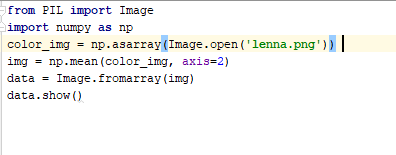 from PIL import Image
import numpy as np
color_img = np.asarray(Image.open('lenna.png'))
img = np.mean(color_img, axis=2)
data = Image.fromarray(img)
data.show()